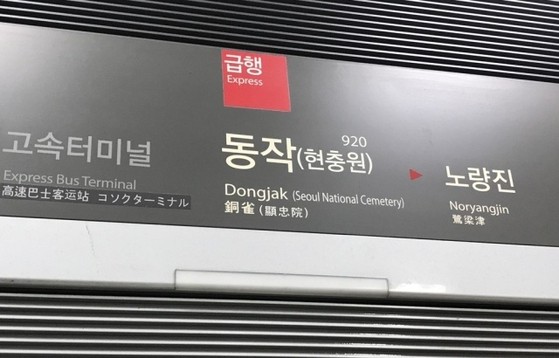 급행
Express
고속터미널
Express Bus Terminal
高速巴士客运站 コソクターミナル
920
동작(현충원)
Dongjak (Seoul National Cemetery)
銅雀 (顯忠院)
노량진
Noryangjin
鷺梁津